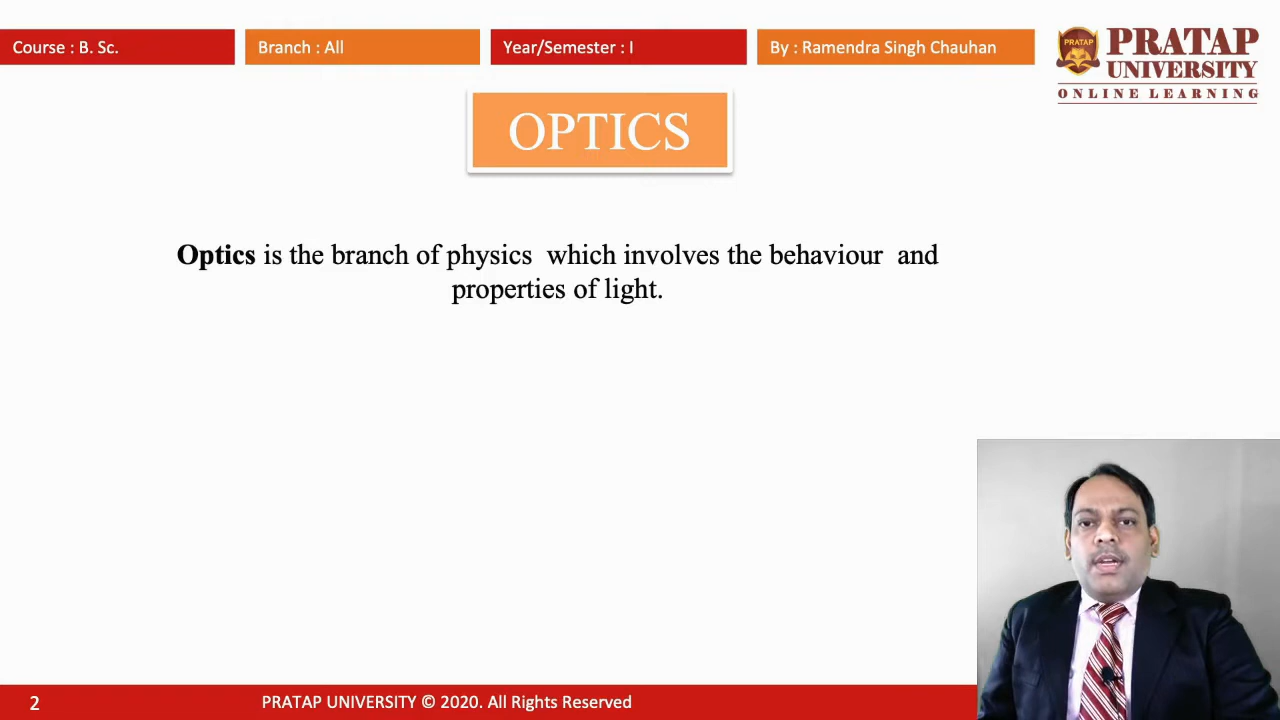 Course : B. Sc.
Branch : All
Year/Semester : I
By : Ramendra Singh Chauhan
PRATAP
PRATAP
UNIVERSITY
ONLINE LEARNING
OPTICS
Optics is the branch of physics which involves the behaviour and
properties of light.
2
PRATAP UNIVERSITY © 2020. All Rights Reserved